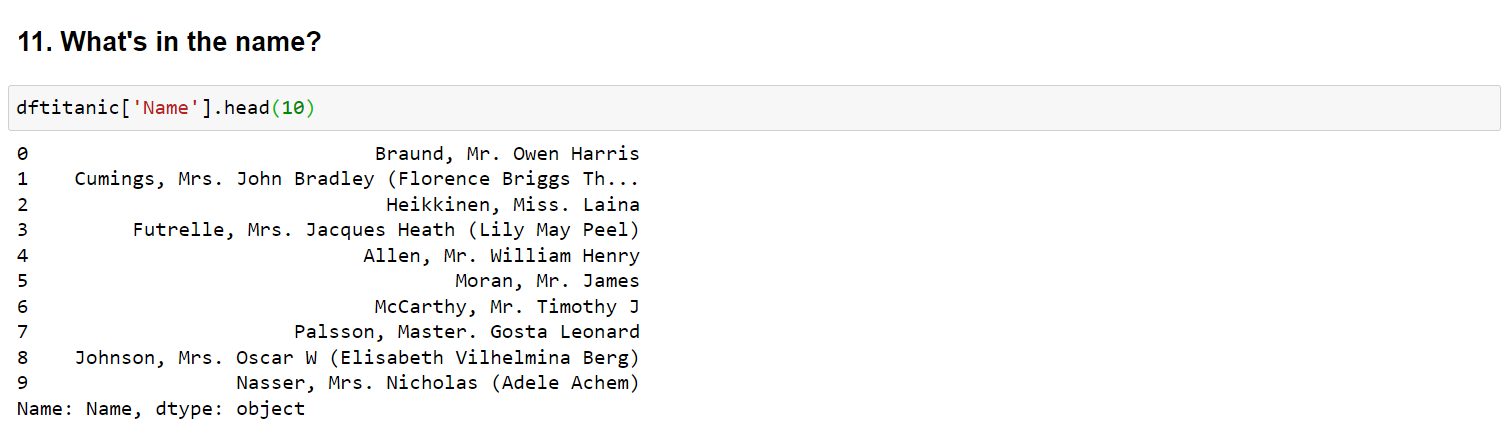 11. What's in the name?
dftitanic['Name'].head(10)
0 Braund, Mr. Owen Harris
1 Cumings, Mrs. John Bradley (Florence Briggs Th...
2 Heikkinen, Miss. Laina
3 Futrelle, Mrs. Jacques Heath (Lily May Peel)
4 Allen, Mr. William Henry
5 Moran, Mr. James
6 McCarthy, Mr. Timothy J
7 Palsson, Master. Gosta Leonard
8 Johnson, Mrs. Oscar W (Elisabeth Vilhelmina Berg)
9 Nasser, Mrs. Nicholas (Adele Achem)
Name: Name, dtype: object